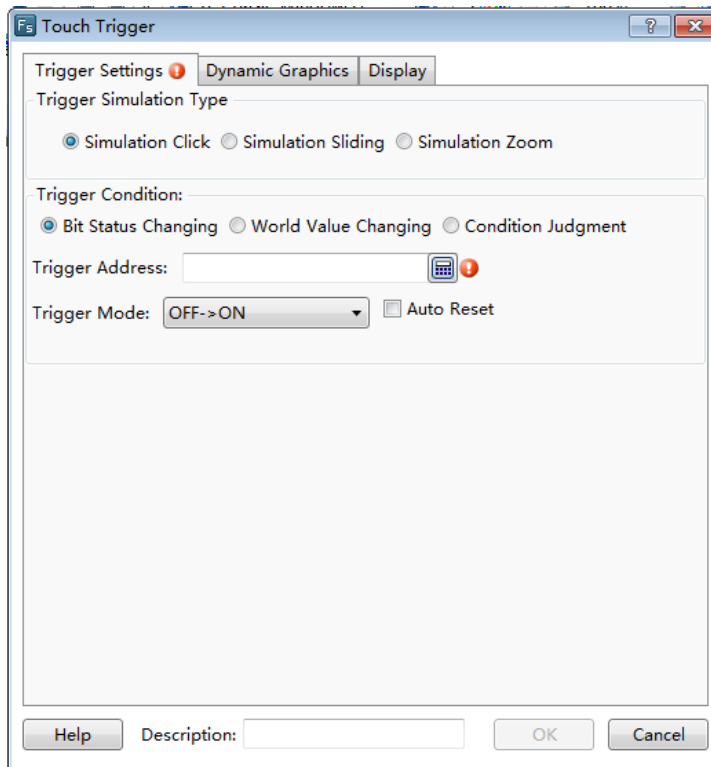 Fs Touch Trigger ?
Trigger Settings Dynamic Graphics Display
Trigger Simulation Type
Simulation Click Simulation Sliding Simulation Zoom
Trigger Condition:
Bit Status Changing World Value Changing Condition Judgment
Trigger Address:
Trigger Mode: OFF->ON Auto Reset
Help Description: OK Cancel